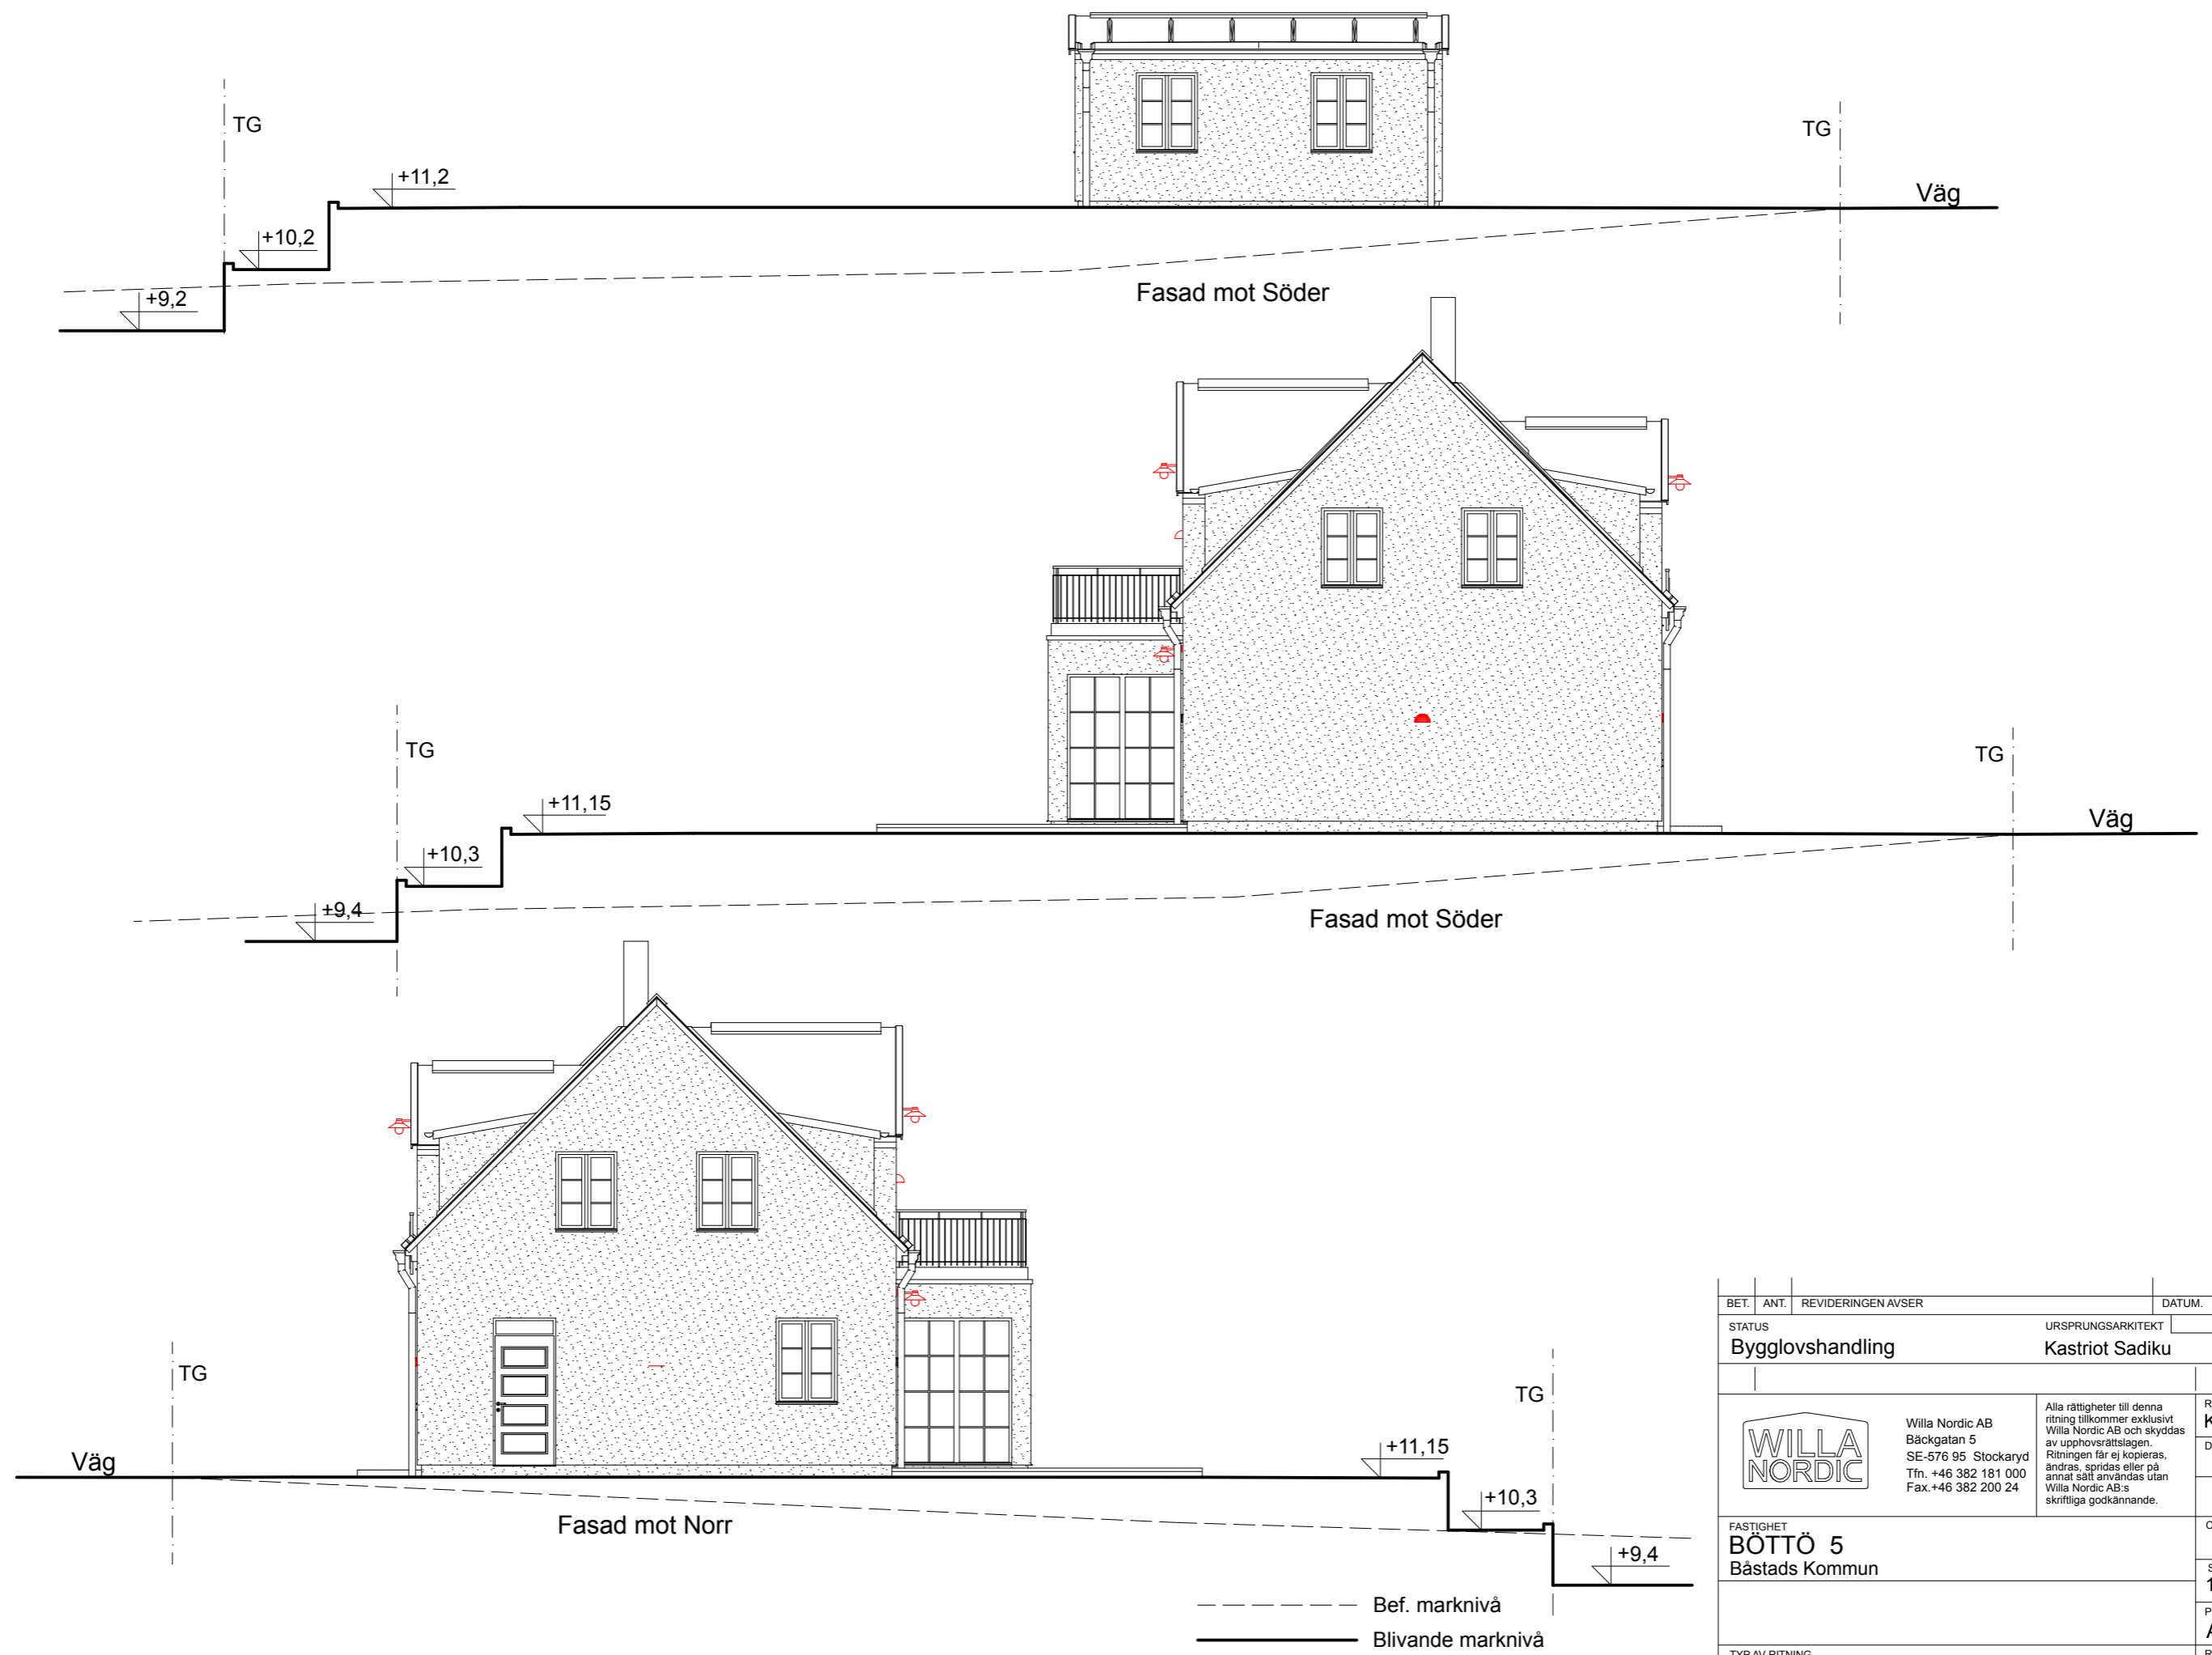 TG
TG
+11,2
Väg
+10,2
+9,2
Fasad mot Söder
TG
TG
+11,15
Väg
+10,3
+9,4
Fasad mot Söder
TG
TG
Väg
+11,15
+10,3
Fasad mot Norr
+9,4
Bef. marknivå
Blivande marknivå
BET. ANT. REVIDERINGEN AVSER DATUM.
STATUS URSPRUNGSARKITEKT
Bygglovshandling Kastriot Sadiku
WILLA
NORDIC
Willa Nordic AB
Bäckgatan 5
SE-576 95 Stockaryd
Tfn. +46 382 181 000
Fax.+46 382 200 24
Alla rättigheter till denna
ritning tillkommer exklusivt
Willa Nordic AB och skyddas
av upphovsrättslagen.
Ritningen får ej kopieras,
ändras, spridas eller på
annat sätt användas utan
Willa Nordic AB:s
skriftliga godkännande.
FASTIGHET
BÖTTÖ 5
Båstads Kommun
TYP AV RITNING